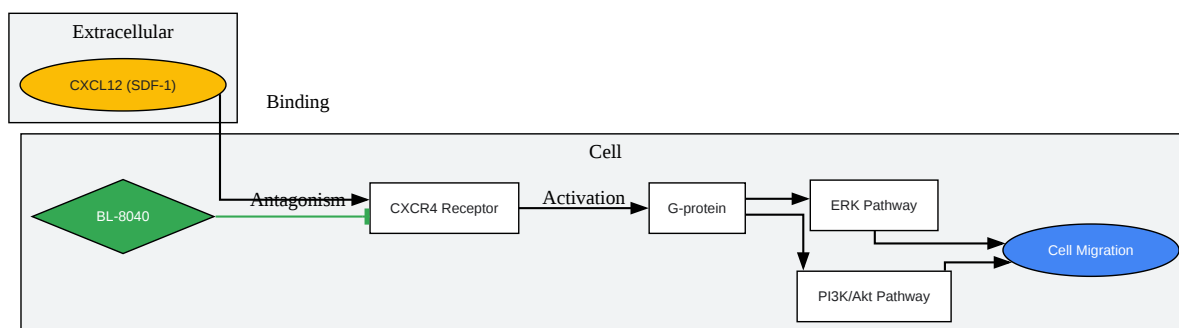 Extracellular
CXCL12 (SDF-1)
Binding
Cell
BL-8040
Antagonism
CXCR4 Receptor
Activation
G-protein
ERK Pathway
PI3K/Akt Pathway
Cell Migration